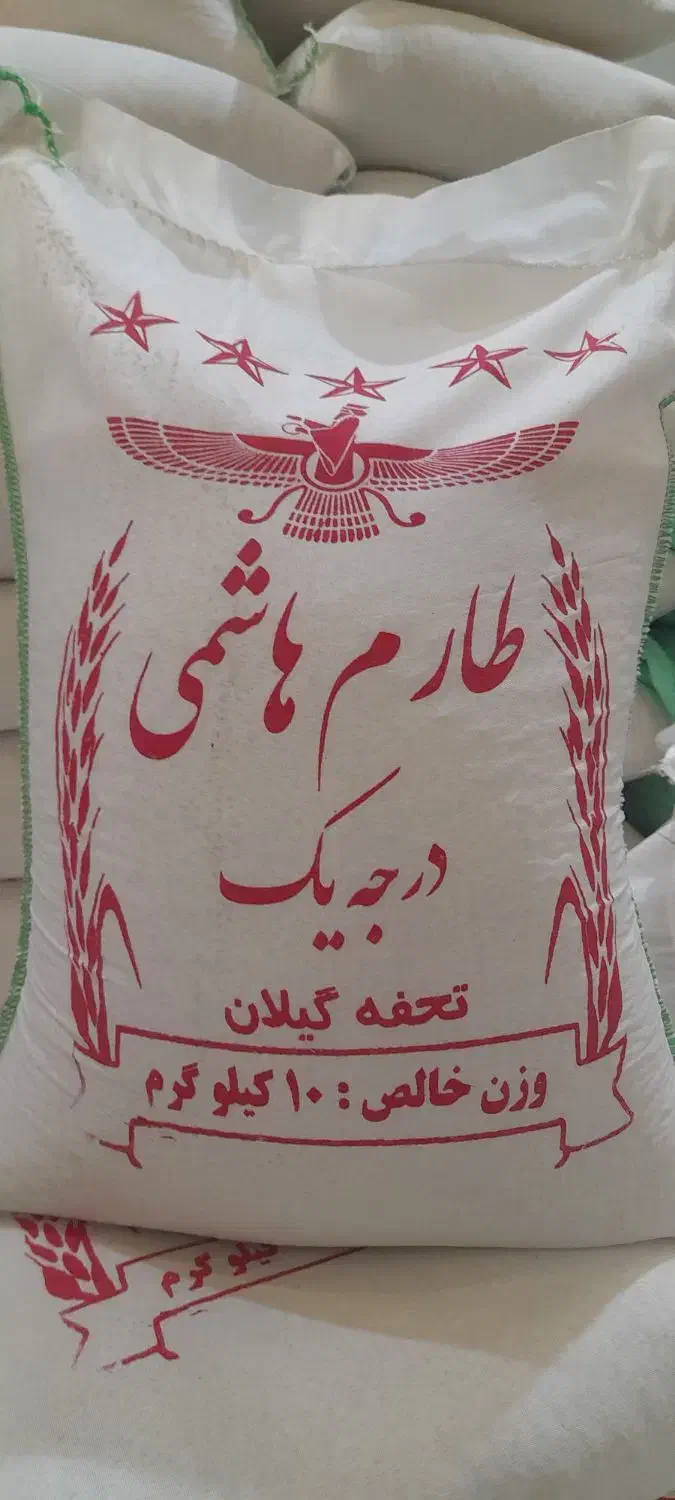 طارم هاشمی
درجه یک
تحفه گیلان
وزن خالص : ۱۰ کیلو گرم
کیلو گرم